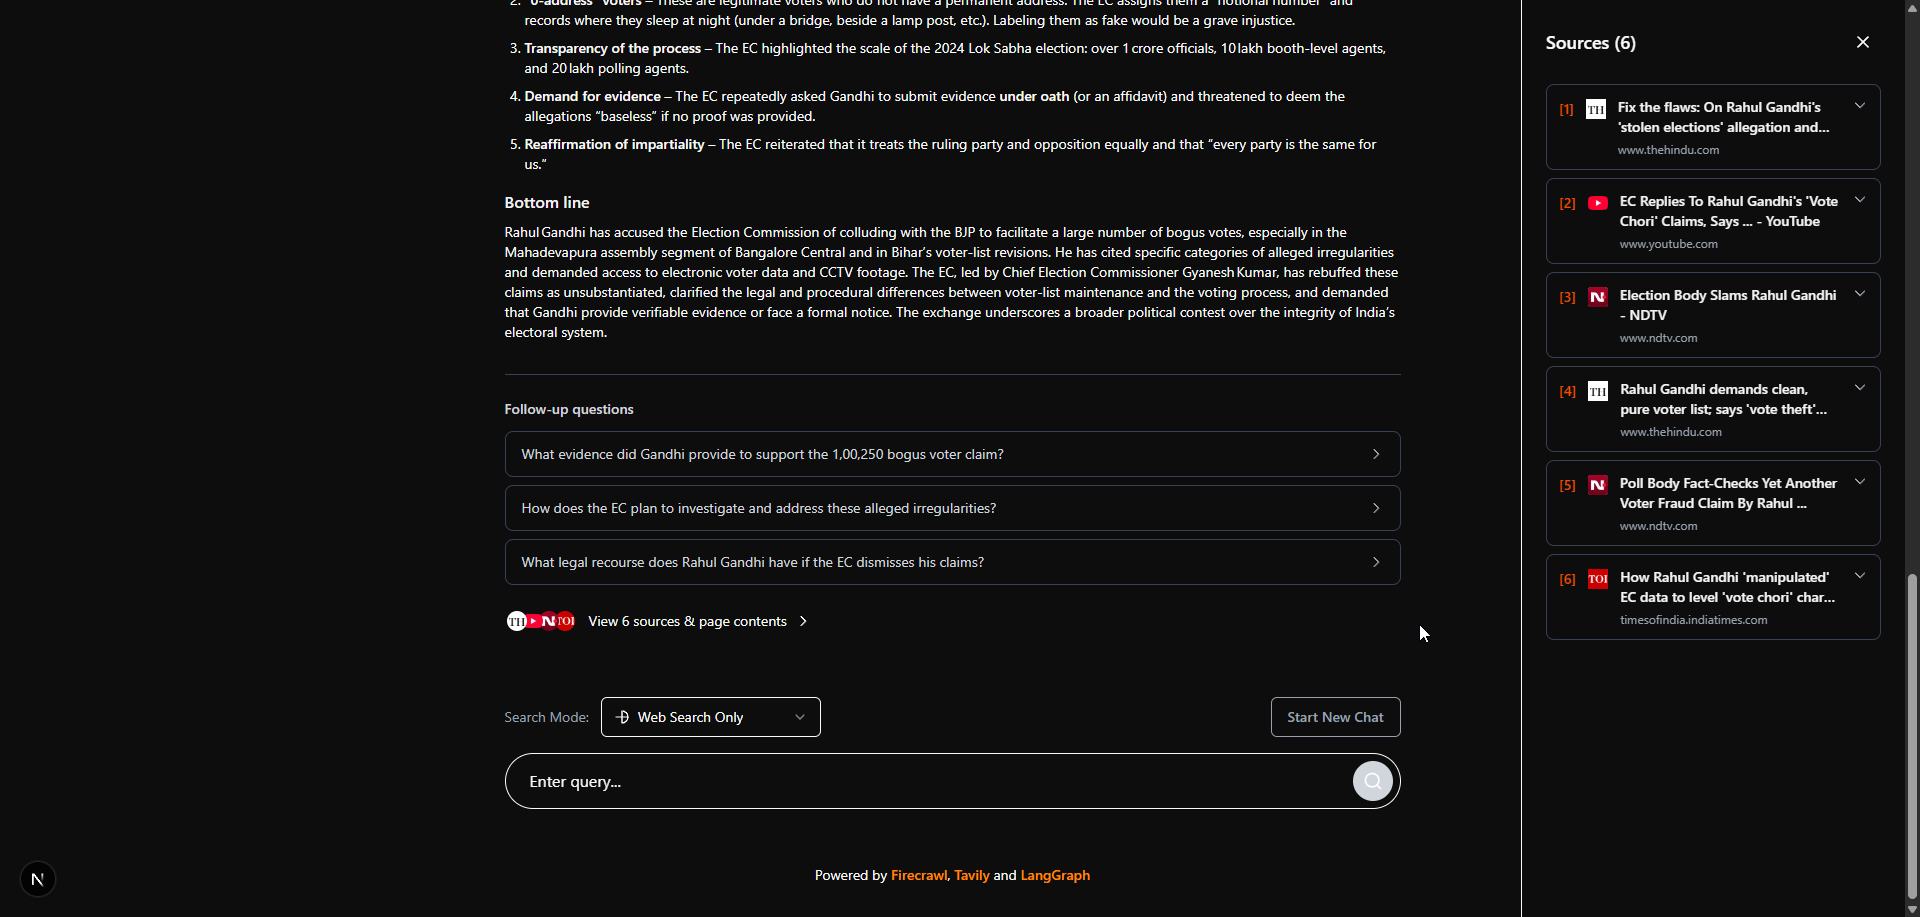 2. "0-address" voters – These are legitimate voters who do not have a permanent address. The EC assigns them a "notional number" and
records where they sleep at night (under a bridge, beside a lamp post, etc.). Labeling them as fake would be a grave injustice.
3. Transparency of the process – The EC highlighted the scale of the 2024 Lok Sabha election: over 1 crore officials, 10 lakh booth-level agents,
and 20 lakh polling agents.
4. Demand for evidence – The EC repeatedly asked Gandhi to submit evidence under oath (or an affidavit) and threatened to deem the
allegations "baseless" if no proof was provided.
5. Reaffirmation of impartiality – The EC reiterated that it treats the ruling party and opposition equally and that "every party is the same for
us."
Bottom line
Rahul Gandhi has accused the Election Commission of colluding with the BJP to facilitate a large number of bogus votes, especially in the
Mahadevapura assembly segment of Bangalore Central and in Bihar's voter-list revisions. He has cited specific categories of alleged irregularities
and demanded access to electronic voter data and CCTV footage. The EC, led by Chief Election Commissioner Gyanesh Kumar, has rebuffed these
claims as unsubstantiated, clarified the legal and procedural differences between voter-list maintenance and the voting process, and demanded
that Gandhi provide verifiable evidence or face a formal notice. The exchange underscores a broader political contest over the integrity of India's
electoral system.
Follow-up questions
What evidence did Gandhi provide to support the 1,00,250 bogus voter claim?
How does the EC plan to investigate and address these alleged irregularities?
What legal recourse does Rahul Gandhi have if the EC dismisses his claims?
TH N TOI View 6 sources & page contents
Search Mode: Web Search Only
Start New Chat
Enter query...
Powered by Firecrawl, Tavily and LangGraph
N
Sources (6)
[1] TH Fix the flaws: On Rahul Gandhi's
'stolen elections' allegation and...
www.thehindu.com
[2] EC Replies To Rahul Gandhi's 'Vote
Chori' Claims, Says ... - YouTube
www.youtube.com
[3] N Election Body Slams Rahul Gandhi
- NDTV
www.ndtv.com
[4] TH Rahul Gandhi demands clean,
pure voter list; says 'vote theft'...
www.thehindu.com
[5] N Poll Body Fact-Checks Yet Another
Voter Fraud Claim By Rahul ...
www.ndtv.com
[6] TOI How Rahul Gandhi 'manipulated'
EC data to level 'vote chori' char...
timesofindia.indiatimes.com